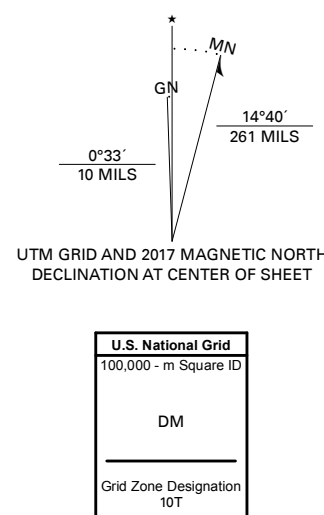 ★
MN
GN
14°40´
261 MILS
0°33´
10 MILS
UTM GRID AND 2017 MAGNETIC NORTH
DECLINATION AT CENTER OF SHEET
U.S. National Grid
100,000 - m Square ID
DM
Grid Zone Designation
10T